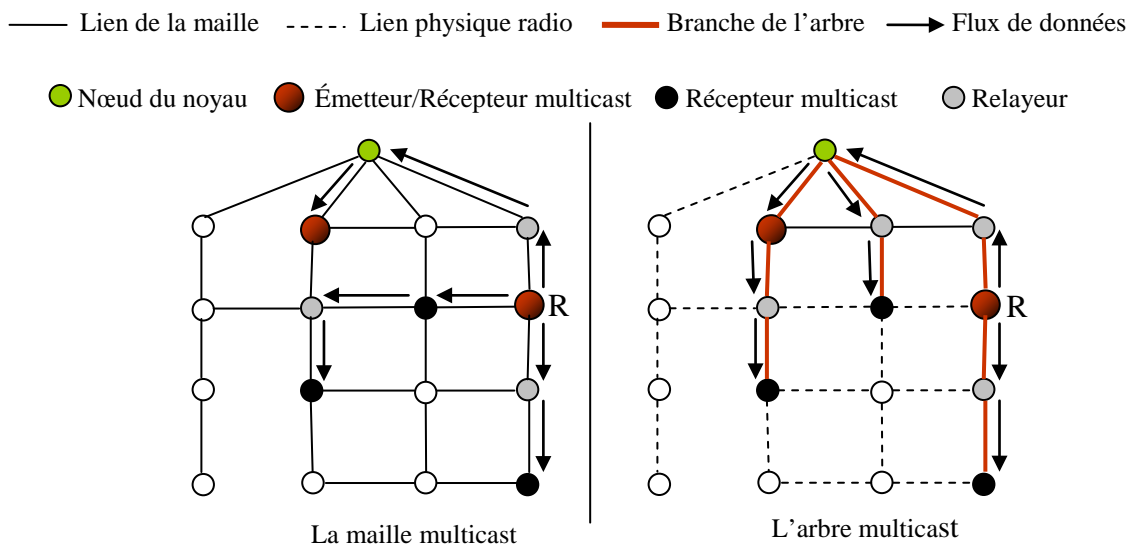 Lien de la maille Lien physique radio Branche de l'arbre Flux de données
Nœud du noyau Émetteur/Récepteur multicast Récepteur multicast Relayeur
R
R
La maille multicast
L'arbre multicast